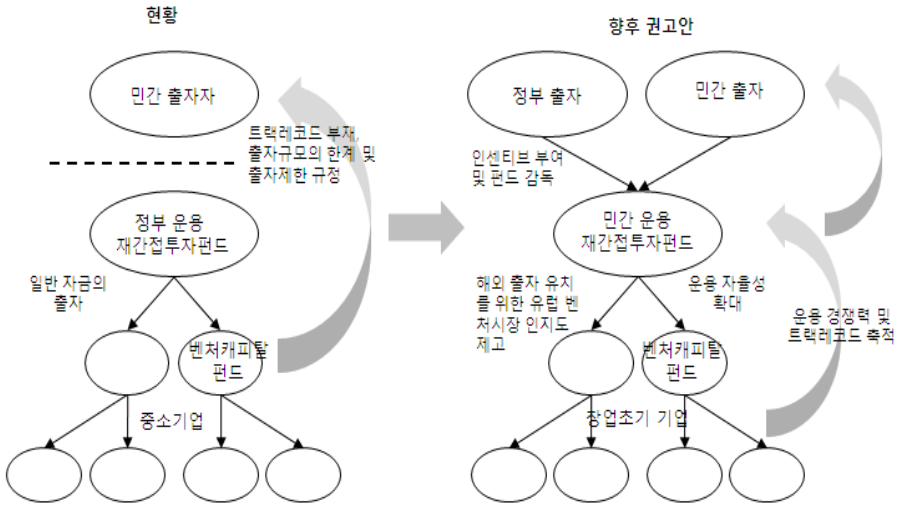 현황
민간 출자자
트랙레코드 부재,
출자규모의 한계 및
출자제한 규정
정부 운용
재간접투자펀드
일반 자금의
출자
벤처캐피탈
펀드
중소기업
향후 권고안
정부 출자
민간 출자
인센티브 부여
및 펀드 감독
민간 운용
재간접투자펀드
해외 출자 유치
를 위한 유럽 벤
처시장 인지도
제고
운용 자율성
확대
운용 경쟁력 및
트랙레코드 축적
벤처캐피탈
펀드
창업초기 기업